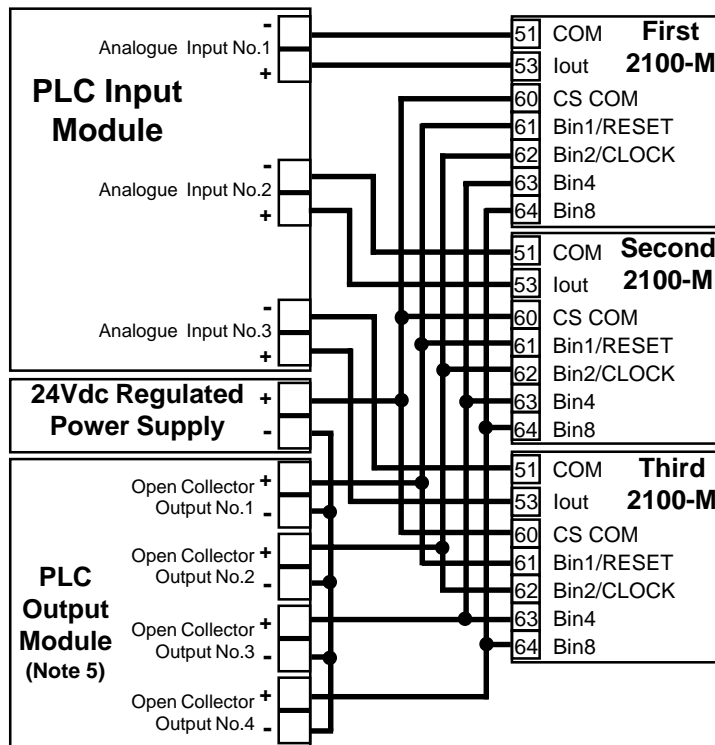 PLC Input
Module
Analogue Input No.1
-
+
Analogue Input No.2
-
+
Analogue Input No.3
-
+
24Vdc Regulated
Power Supply
+
-
PLC
Output
Module
(Note 5)
Open Collector +
Output No.1 -
Open Collector +
Output No.2 -
Open Collector +
Output No.3 -
Open Collector +
Output No.4 -
First
2100-M
51 COM
53 Iout
60 CS COM
61 Bin1/RESET
62 Bin2/CLOCK
63 Bin4
64 Bin8
Second
2100-M
51 COM
53 Iout
60 CS COM
61 Bin1/RESET
62 Bin2/CLOCK
63 Bin4
64 Bin8
Third
2100-M
51 COM
53 Iout
60 CS COM
61 Bin1/RESET
62 Bin2/CLOCK
63 Bin4
64 Bin8